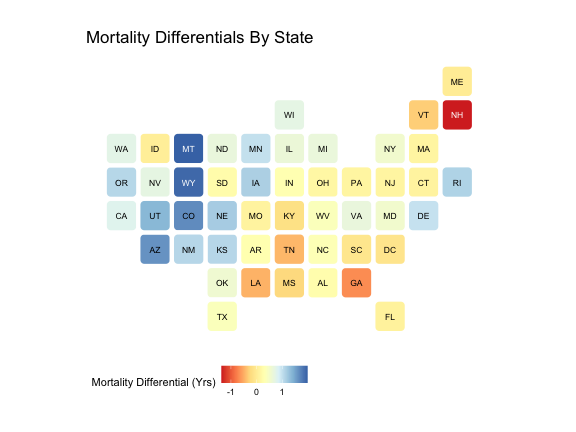 Mortality Differentials By State
ME
WI VT NH
WA ID MT ND MN IL MI NY MA
OR NV WY SD IA IN OH PA NJ CT RI
CA UT CO NE MO KY WV VA MD DE
AZ NM KS AR TN NC SC DC
OK LA MS AL GA
TX FL
Mortality Differential (Yrs)
-1 0 1